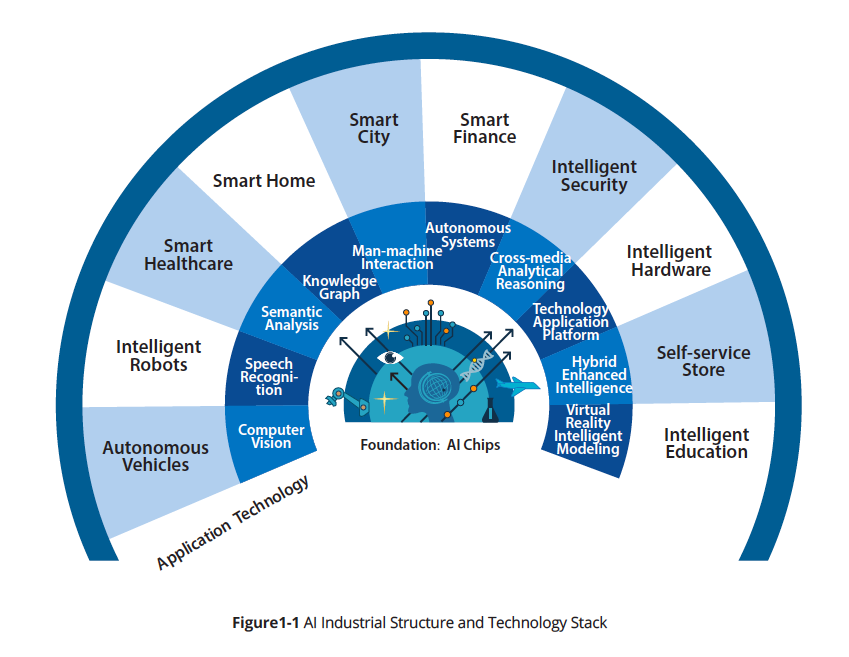 Smart
City
Smart
Finance
Smart Home
Intelligent
Security
Smart
Healthcare
Intelligent
Hardware
Intelligent
Robots
Self-service
Store
Autonomous
Vehicles
Intelligent
Education
Computer
Vision
Speech
Recogni-
tion
Semantic
Analysis
Knowledge
Graph
Man-machine
Interaction
Autonomous
Systems
Cross-media
Analytical
Reasoning
Technology
Application
Platform
Hybrid
Enhanced
Intelligence
Virtual
Reality
Intelligent
Modeling
Foundation: AI Chips
Application Technology
Figure1-1 AI Industrial Structure and Technology Stack